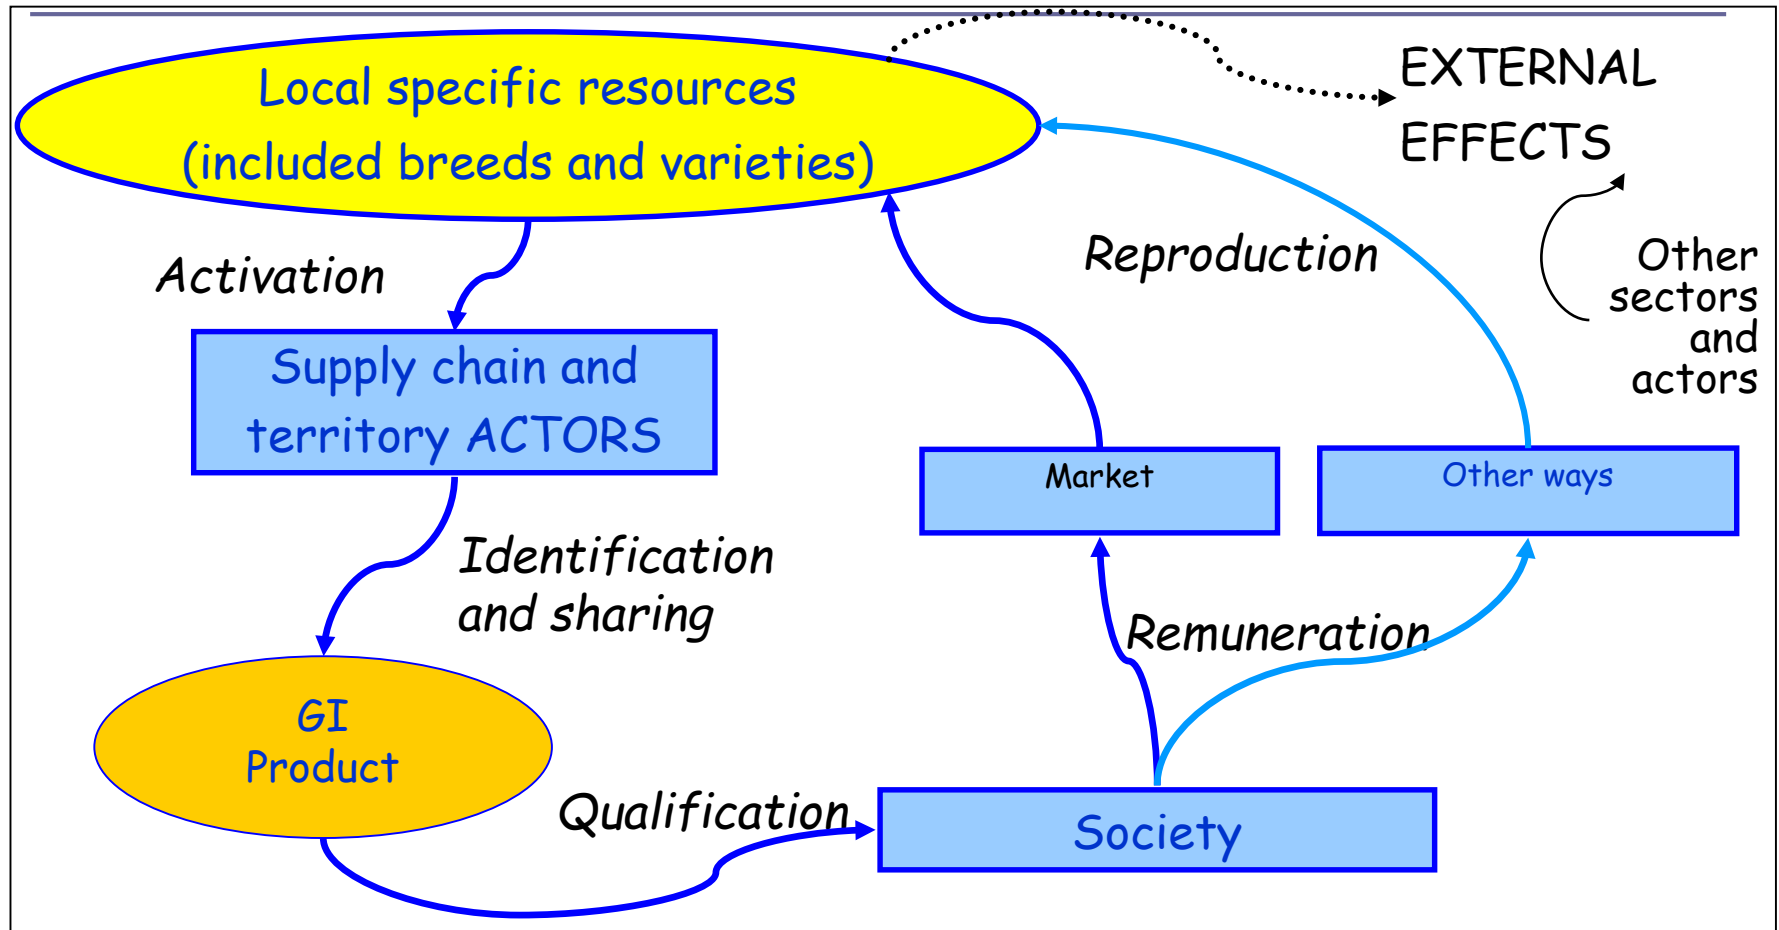 Local specific resources
(included breeds and varieties)
EXTERNAL
EFFECTS
Activation
Reproduction
Other
sectors
and
actors
Supply chain and
territory ACTORS
Market
Other ways
Identification
and sharing
Remuneration
GI
Product
Qualification
Society